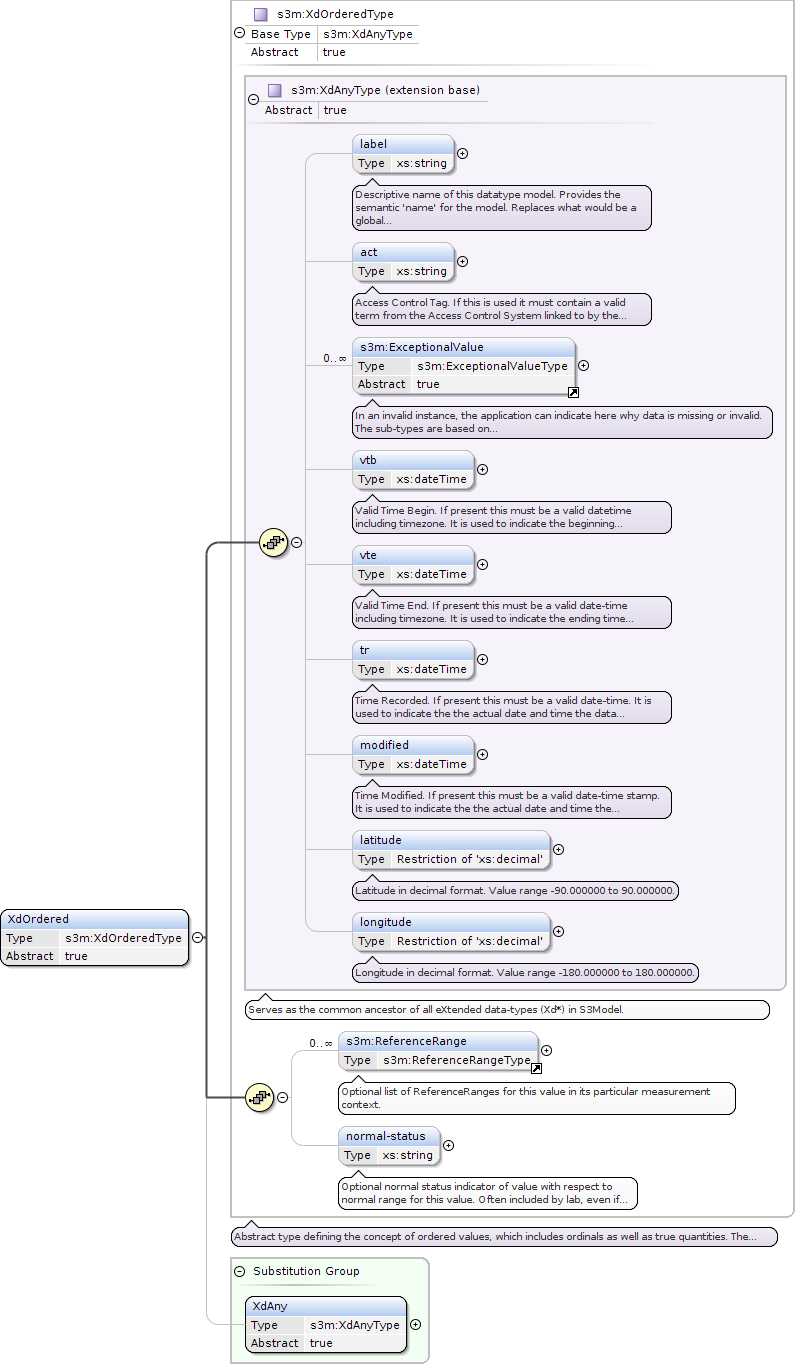 s3m:XdOrderedType
Base Type s3m:XdAnyType
Abstract true
s3m:XdAnyType (extension base)
Abstract true
label
Type xs:string
Descriptive name of this datatype model. Provides the
semantic 'name' for the model. Replaces what would be a
global...
act
Type xs:string
Access Control Tag. If this is used it must contain a valid
term from the Access Control System linked to by the...
0..∞
s3m:ExceptionalValue
Type s3m:ExceptionalValueType
Abstract true
In an invalid instance, the application can indicate here why data is missing or invalid.
The sub-types are based on...
vtb
Type xs:dateTime
Valid Time Begin. If present this must be a valid datetime
including timezone. It is used to indicate the beginning...
vte
Type xs:dateTime
Valid Time End. If present this must be a valid date-time
including timezone. It is used to indicate the ending time...
tr
Type xs:dateTime
Time Recorded. If present this must be a valid date-time. It is
used to indicate the the actual date and time the data...
modified
Type xs:dateTime
Time Modified. If present this must be a valid date-time stamp.
It is used to indicate the the actual date and time the...
latitude
Type Restriction of 'xs:decimal'
Latitude in decimal format. Value range -90.000000 to 90.000000.
longitude
Type Restriction of 'xs:decimal'
Longitude in decimal format. Value range -180.000000 to 180.000000.
XdOrdered
Type s3m:XdOrderedType
Abstract true
Serves as the common ancestor of all eXtended data-types (Xd*) in S3Model.
0..∞
s3m:ReferenceRange
Type s3m:ReferenceRangeType
Optional list of ReferenceRanges for this value in its particular measurement
context.
normal-status
Type xs:string
Optional normal status indicator of value with respect to
normal range for this value. Often included by lab, even if...
Abstract type defining the concept of ordered values, which includes ordinals as well as true quantities. The...
Substitution Group
XdAny
Type s3m:XdAnyType
Abstract true